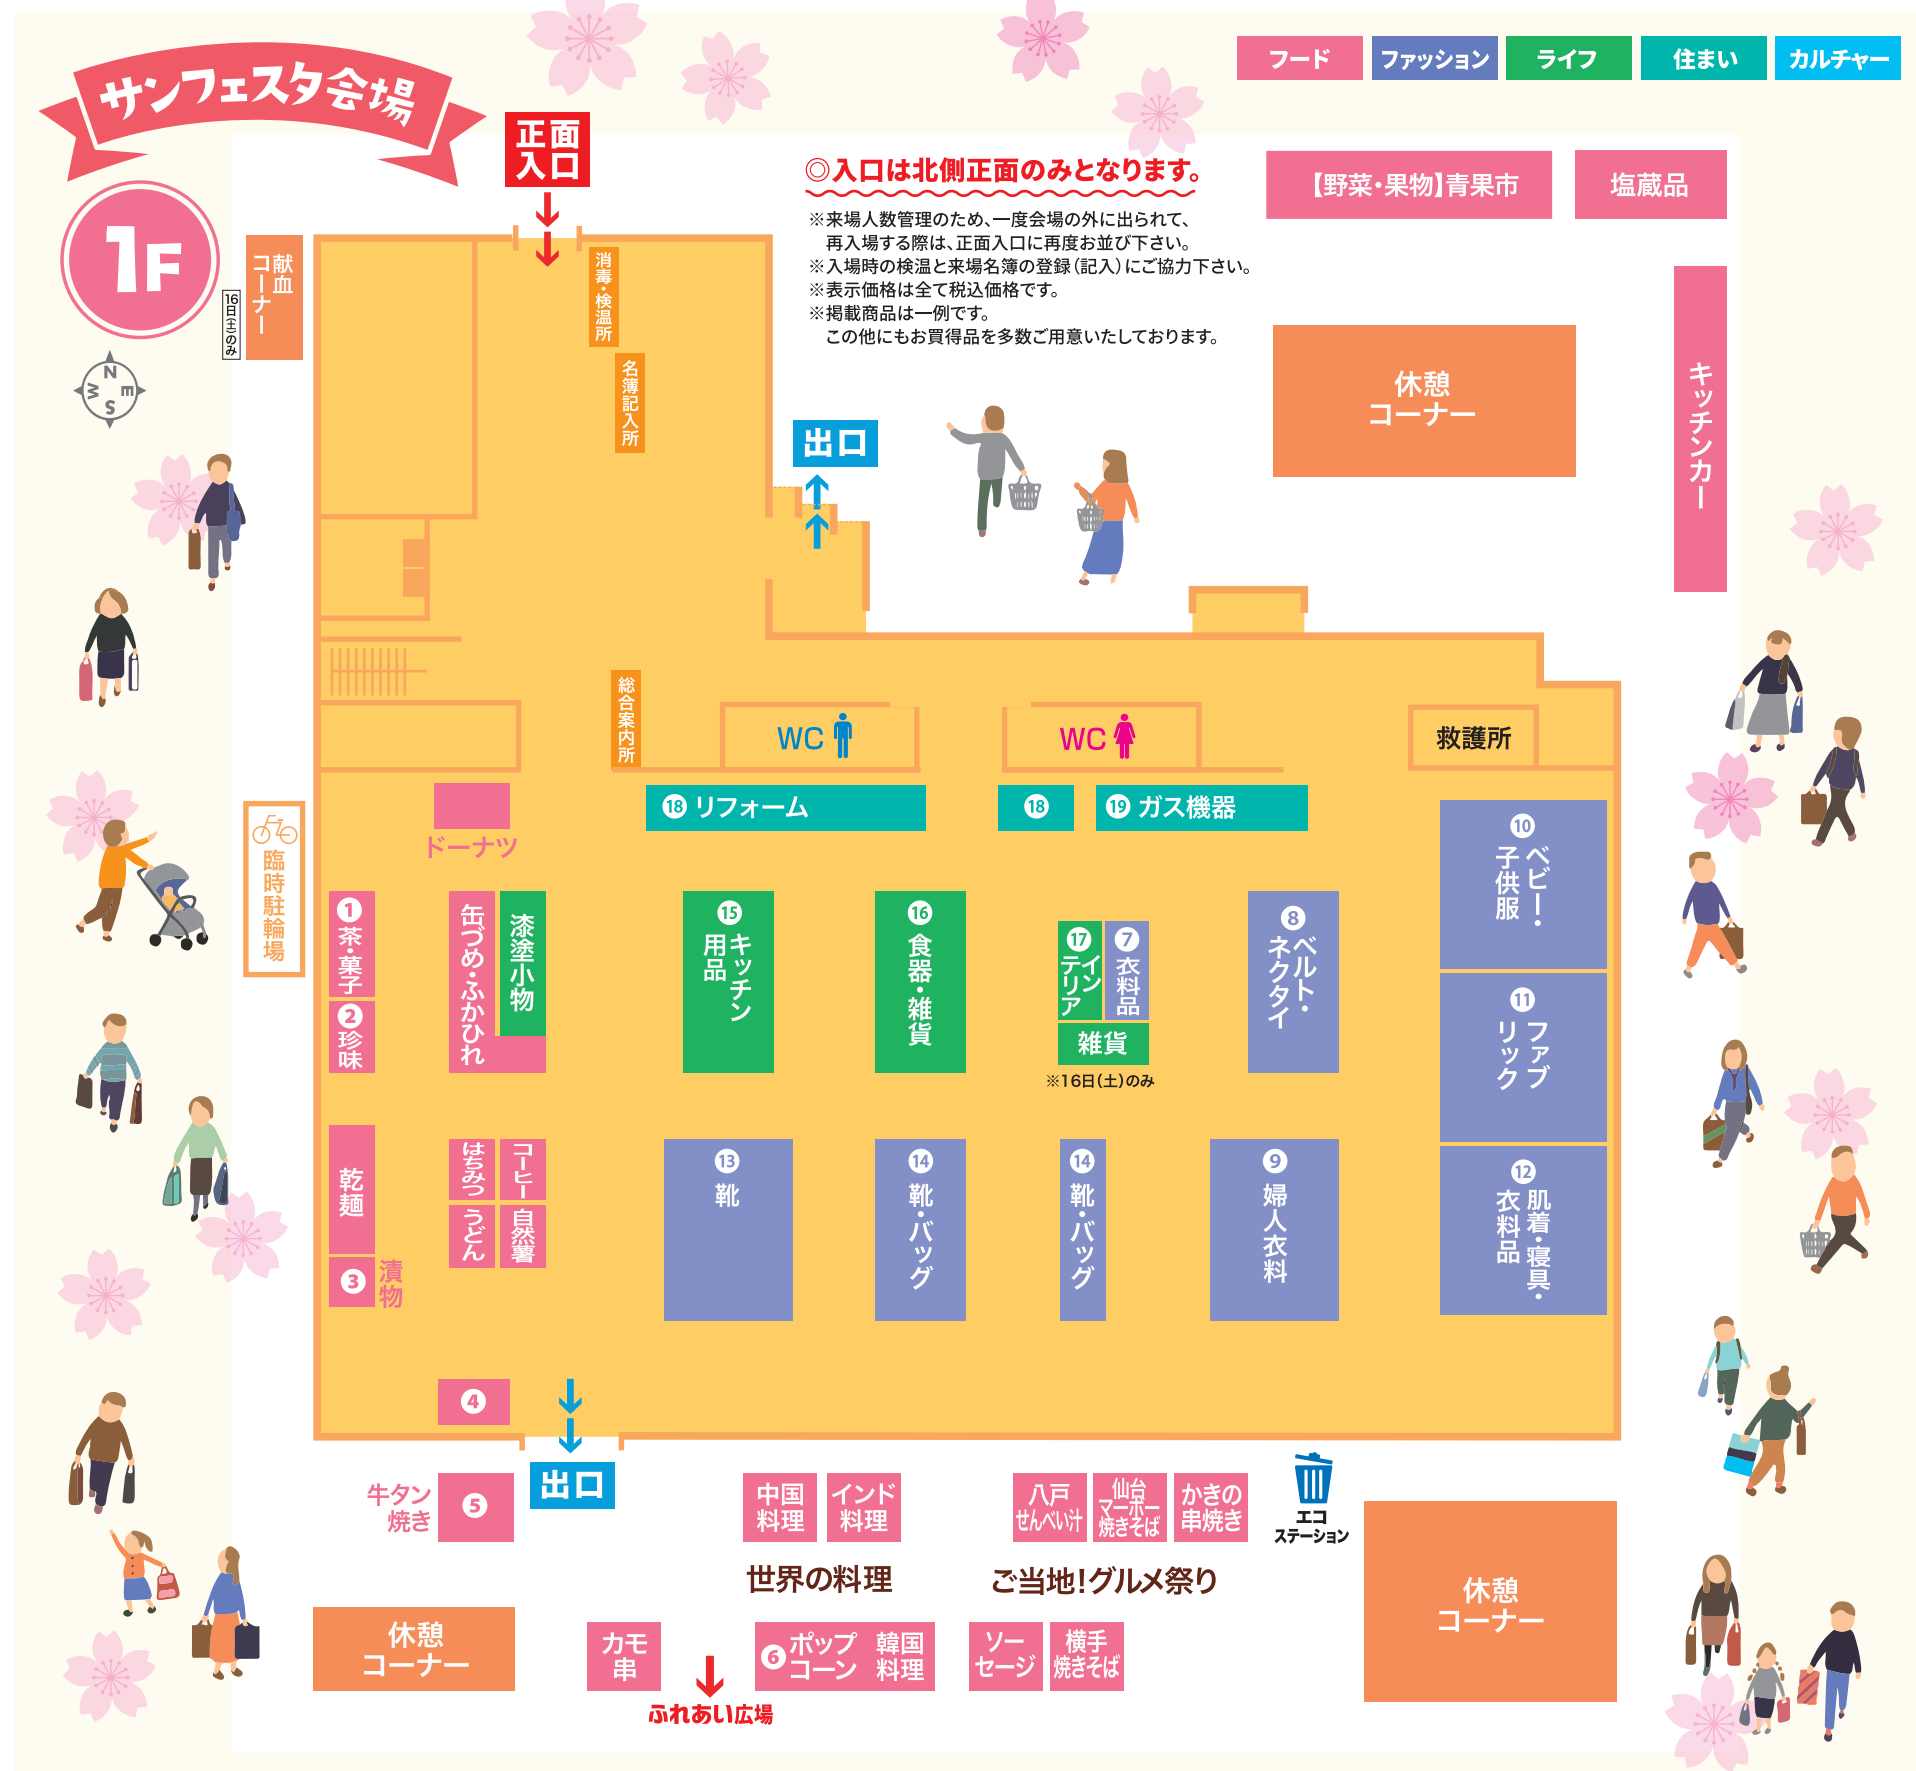 サンフェスタ会場
1F
N
E
S
W
フード
ファッション
ライフ
住まい
カルチャー
正面
入口
◎入口は北側正面のみとなります。
※来場人数管理のため、一度会場の外に出られて、
再入場する際は、正面入口に再度お並び下さい。
※入場時の検温と来場名簿の登録（記入）にご協力下さい。
※表示価格は全て税込価格です。
※掲載商品は一例です。
この他にもお買得品を多数ご用意いたしております。
【野菜・果物】青果市
塩蔵品
献血
コーナー
16日（土）のみ
消毒・検温所
名簿記入所
出口
休憩
コーナー
キッチンカー
総合案内所
WC
WC
救護所
ドーナツ
18 リフォーム
18
19 ガス機器
臨時駐輪場
1 茶・菓子
2 珍味
缶づめ・ふかひれ
漆塗小物
15 キッチン
用品
16 食器・雑貨
17 イン
テリア
7 衣料品
雑貨
※16日（土）のみ
8 ベルト・
ネクタイ
10 ベビー・
子供服
11 ファブ
リック
12 肌着・寝具・
衣料品
乾麺
3
漬物
はちみつ
コーヒー
うどん
自然薯
13 靴
14 靴・バッグ
14 靴・バッグ
9 婦人衣料
4
出口
牛タン
焼き
5
中国
料理
インド
料理
世界の料理
八戸
せんべい汁
仙台
マーボー
焼きそば
かきの
串焼き
エコ
ステーション
ご当地！グルメ祭り
休憩
コーナー
休憩
コーナー
カモ
串
ふれあい広場
6 ポップ
コーン
韓国
料理
ソー
セージ
横手
焼きそば